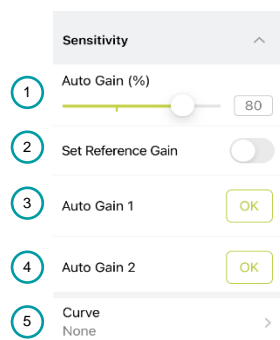 Sensitivity
1 Auto Gain (%)
80
2 Set Reference Gain
3 Auto Gain 1 OK
4 Auto Gain 2 OK
5 Curve
None